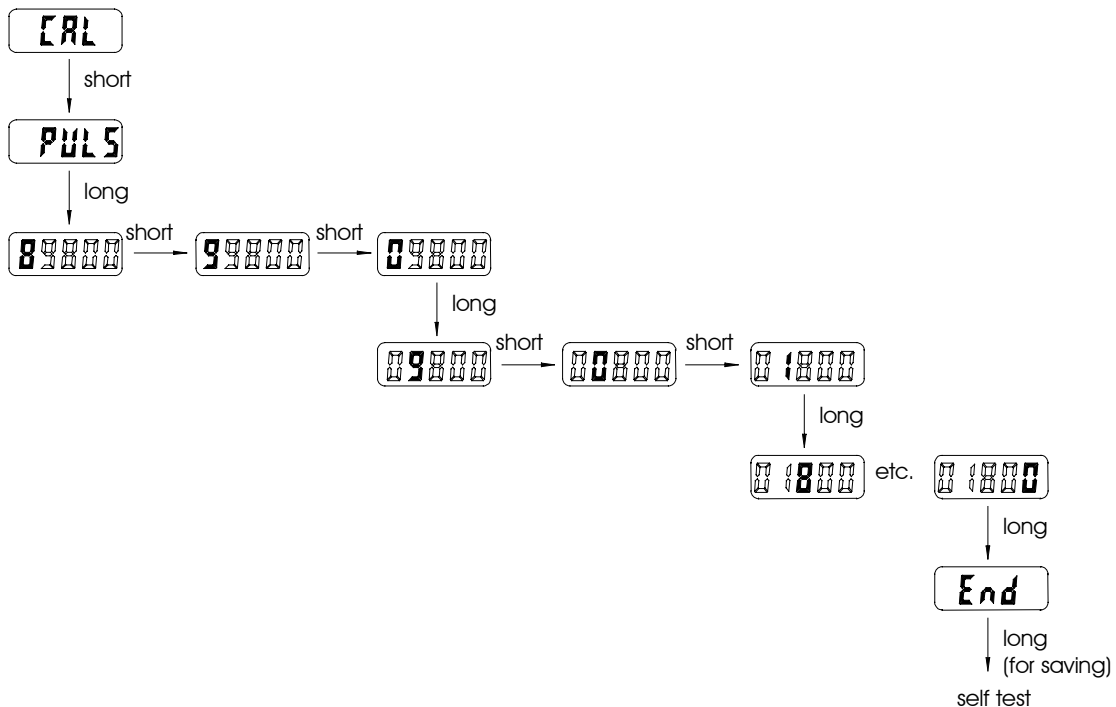 CAL
short
PULS
long
89800 short 99800 short 09800
long
09800 short 00800 short 01800
long
01800 etc. 01800
long
End
long
(for saving)
self test